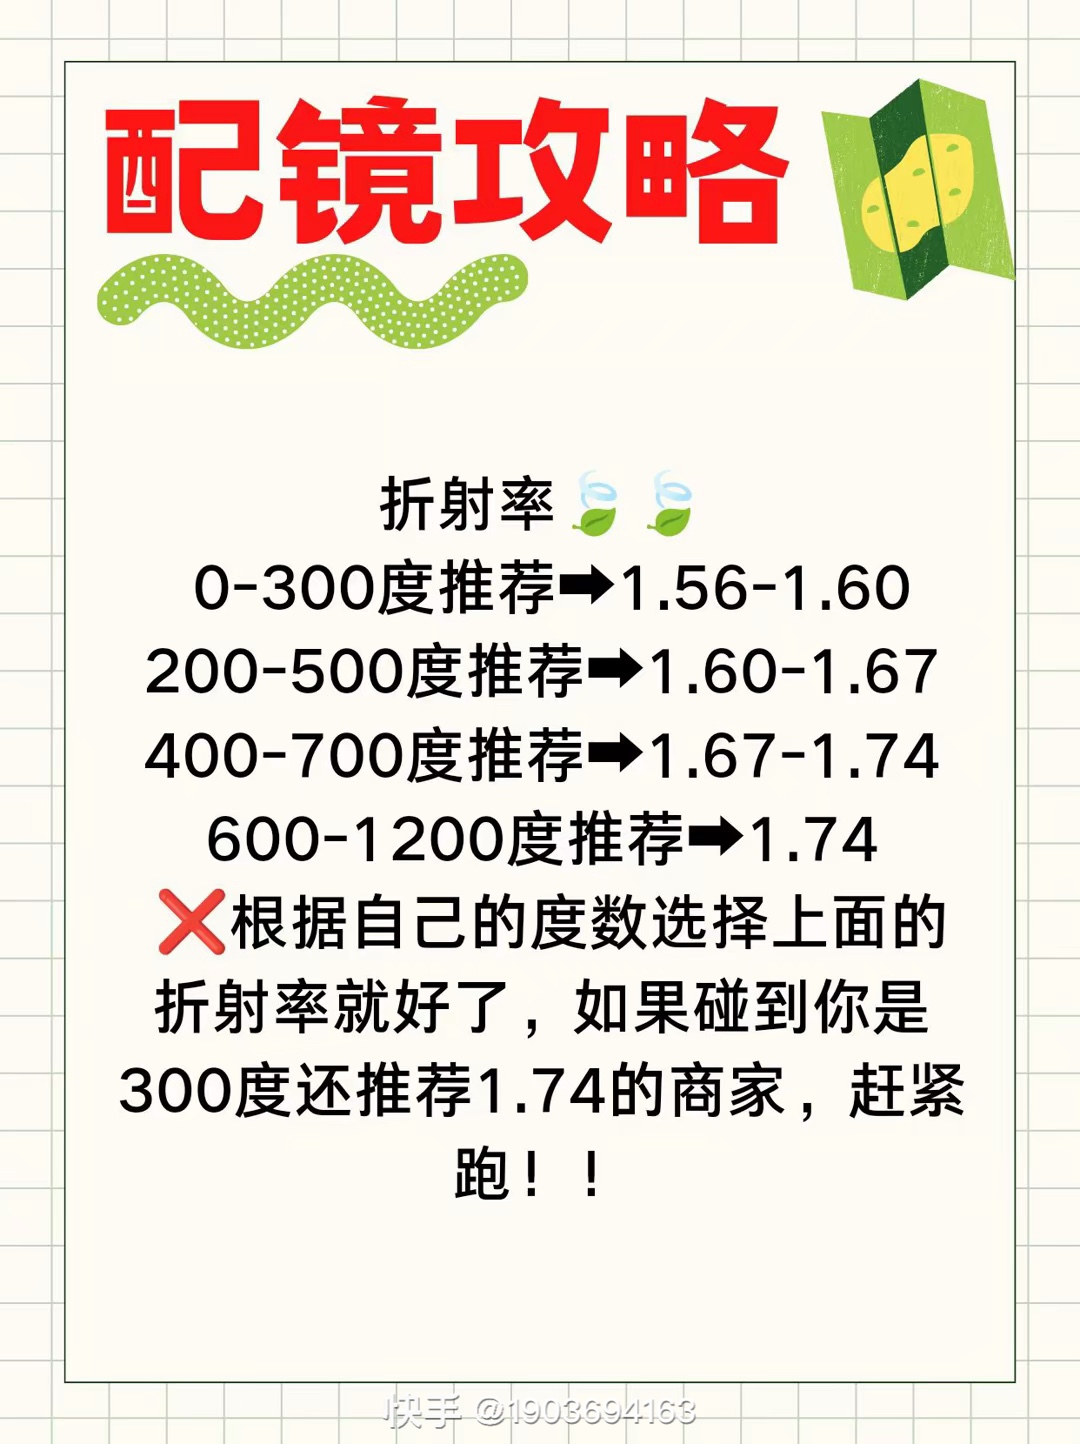 配镜攻略
折射率🍃🍃
0-300度推荐➡1.56-1.60
200-500度推荐➡1.60-1.67
400-700度推荐➡1.67-1.74
600-1200度推荐➡1.74
❌根据自己的度数选择上面的
折射率就好了，如果碰到你是
300度还推荐1.74的商家，赶紧
跑！！
快手 @1903694163